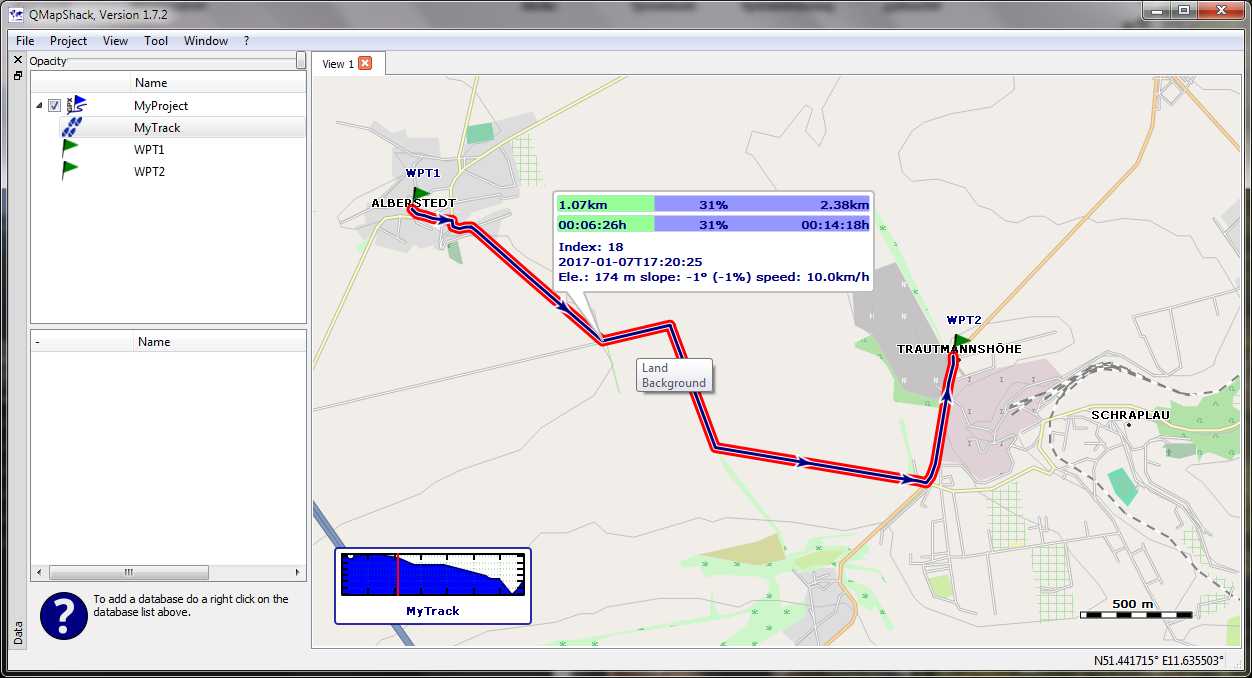 QMapShack, Version 1.7.2
File Project View Tool Window ?
Opacity
Name
MyProject
MyTrack
WPT1
WPT2
- Name
To add a database do a right click on the
database list above.
Data
View 1
WPT1
ALBERSTEDT
1.07km 31% 2.38km
00:06:26h 31% 00:14:18h
Index: 18
2017-01-07T17:20:25
Ele.: 174 m slope: -1° (-1%) speed: 10.0km/h
WPT2
TRAUTMANNSHÖHE
Land
Background
SCHRAPLAU
MyTrack
500 m
N51.441715° E11.635503°